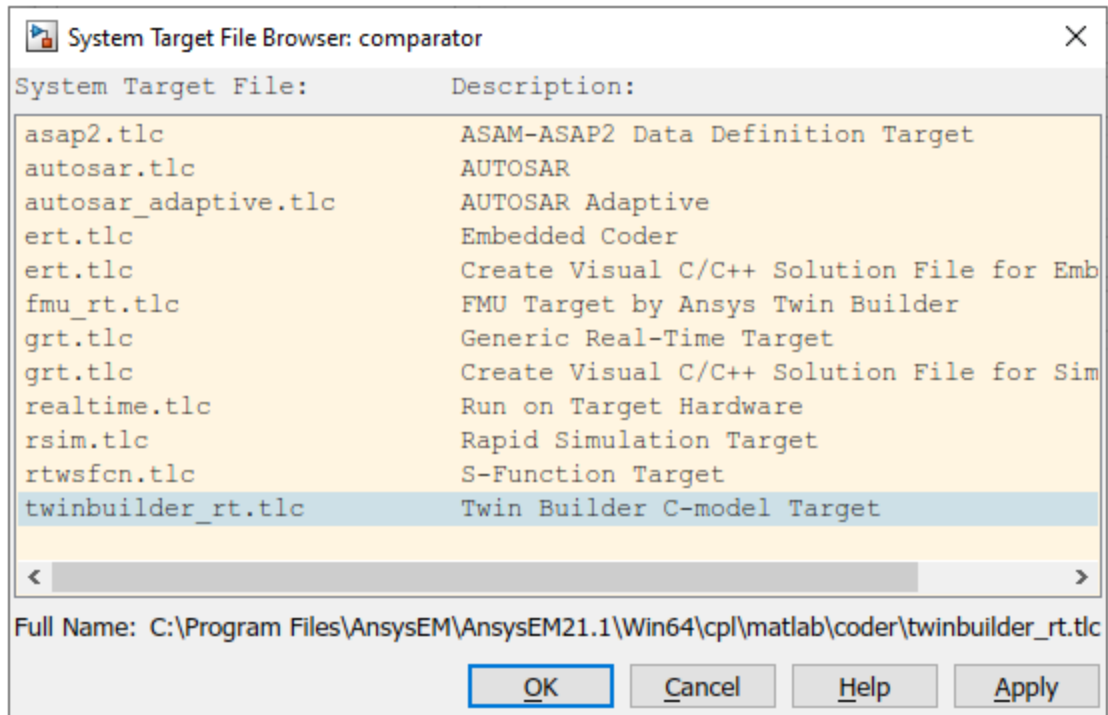 System Target File Browser: comparator
System Target File: Description:
asap2.tlc ASAM-ASAP2 Data Definition Target
autosar.tlc AUTOSAR
autosar_adaptive.tlc AUTOSAR Adaptive
ert.tlc Embedded Coder
ert.tlc Create Visual C/C++ Solution File for Emb
fmu_rt.tlc FMU Target by Ansys Twin Builder
grt.tlc Generic Real-Time Target
grt.tlc Create Visual C/C++ Solution File for Sim
realtime.tlc Run on Target Hardware
rsim.tlc Rapid Simulation Target
rtwsfcn.tlc S-Function Target
twinbuilder_rt.tlc Twin Builder C-model Target
Full Name: C:\Program Files\AnsysEM\AnsysEM21.1\Win64\cpl\matlab\coder\twinbuilder_rt.tlc
OK Cancel Help Apply